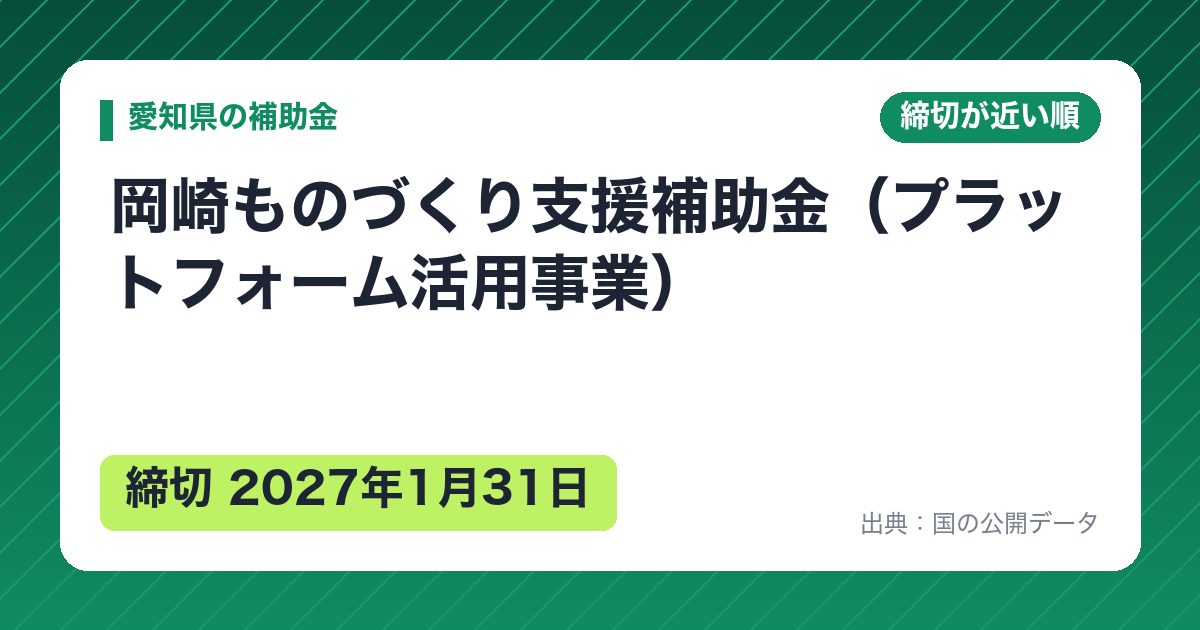 愛知県の補助金
締切が近い順
岡崎ものづくり支援補助金（プラッ
トフォーム活用事業）
締切 2027年1月31日
出典：国の公開データ